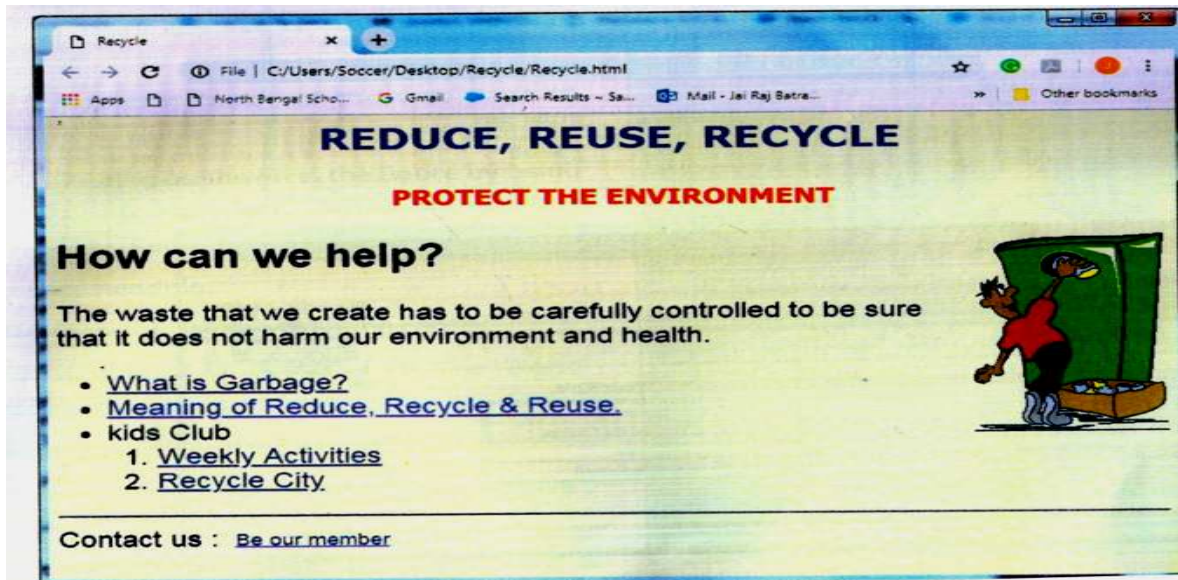 Recycle
File | C:/Users/Soccer/Desktop/Recycle/Recycle.html
Apps North Bengal Scho... Gmail Search Results ~ Sa... Mail - Jai Raj Batra... » Other bookmarks
REDUCE, REUSE, RECYCLE
PROTECT THE ENVIRONMENT
How can we help?
The waste that we create has to be carefully controlled to be sure
that it does not harm our environment and health.
• What is Garbage?
• Meaning of Reduce, Recycle & Reuse.
• kids Club
1. Weekly Activities
2. Recycle City
Contact us : Be our member